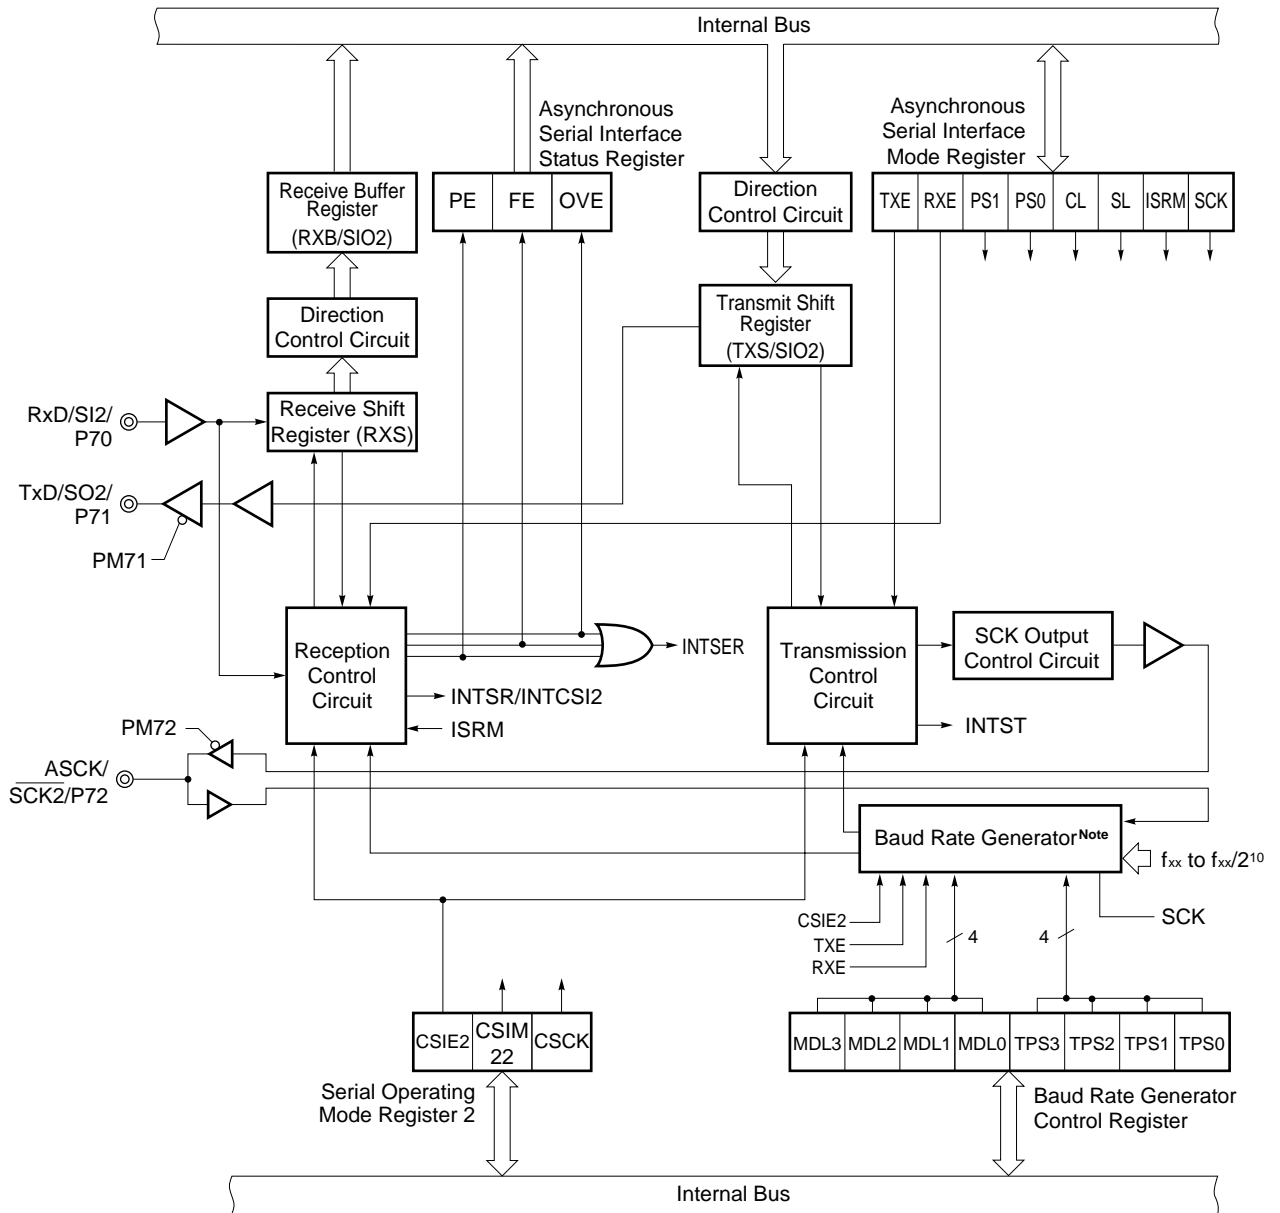 Internal Bus
Asynchronous
Serial Interface
Status Register
Asynchronous
Serial Interface
Mode Register
Receive Buffer
Register
(RXB/SIO2)
PE FE OVE
Direction
Control Circuit
TXE RXE PS1 PS0 CL SL ISRM SCK
Direction
Control Circuit
Transmit Shift
Register
(TXS/SIO2)
RxD/SI2/
P70
Receive Shift
Register (RXS)
TxD/SO2/
P71
PM71
Reception
Control
Circuit
INTSER
INTSR/INTCSI2
ISRM
Transmission
Control
Circuit
SCK Output
Control Circuit
INTST
PM72
ASCK/
SCK2/P72
Baud Rate Generator Note
fxx to fxx/2¹⁰
CSIE2
TXE
RXE
4
4
SCK
CSIE2 CSIM
22 CSCK
MDL3 MDL2 MDL1 MDL0 TPS3 TPS2 TPS1 TPS0
Serial Operating
Mode Register 2
Baud Rate Generator
Control Register
Internal Bus